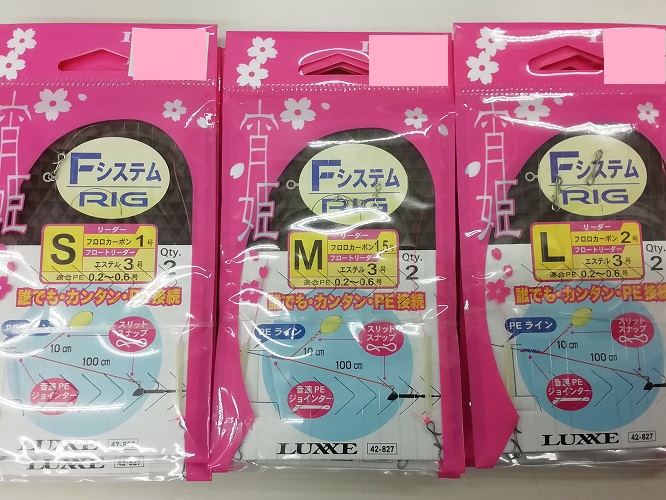 宵姫
Fシステム
RIG
S
リーダー
フロロカーボン 1号
フロートリーダー
エステル 3号
適合PE 0.2〜0.6号
Qty.
2
誰でも・カンタン・PE接続
PEライン
スリット
スナップ
10cm
100cm
音速PE
ジョインター
LUXXE
42-827
LUXXE
42-827
宵姫
Fシステム
RIG
M
リーダー
フロロカーボン 1.5号
フロートリーダー
エステル 3号
適合PE 0.2〜0.6号
Qty.
2
誰でも・カンタン・PE接続
PEライン
スリット
スナップ
10cm
100cm
音速PE
ジョインター
LUXXE
42-827
宵姫
Fシステム
RIG
L
リーダー
フロロカーボン 2号
フロートリーダー
エステル 3号
適合PE 0.2〜0.6号
Qty.
2
誰でも・カンタン・PE接続
PEライン
スリット
スナップ
10cm
100cm
音速PE
ジョインター
LUXXE
42-827